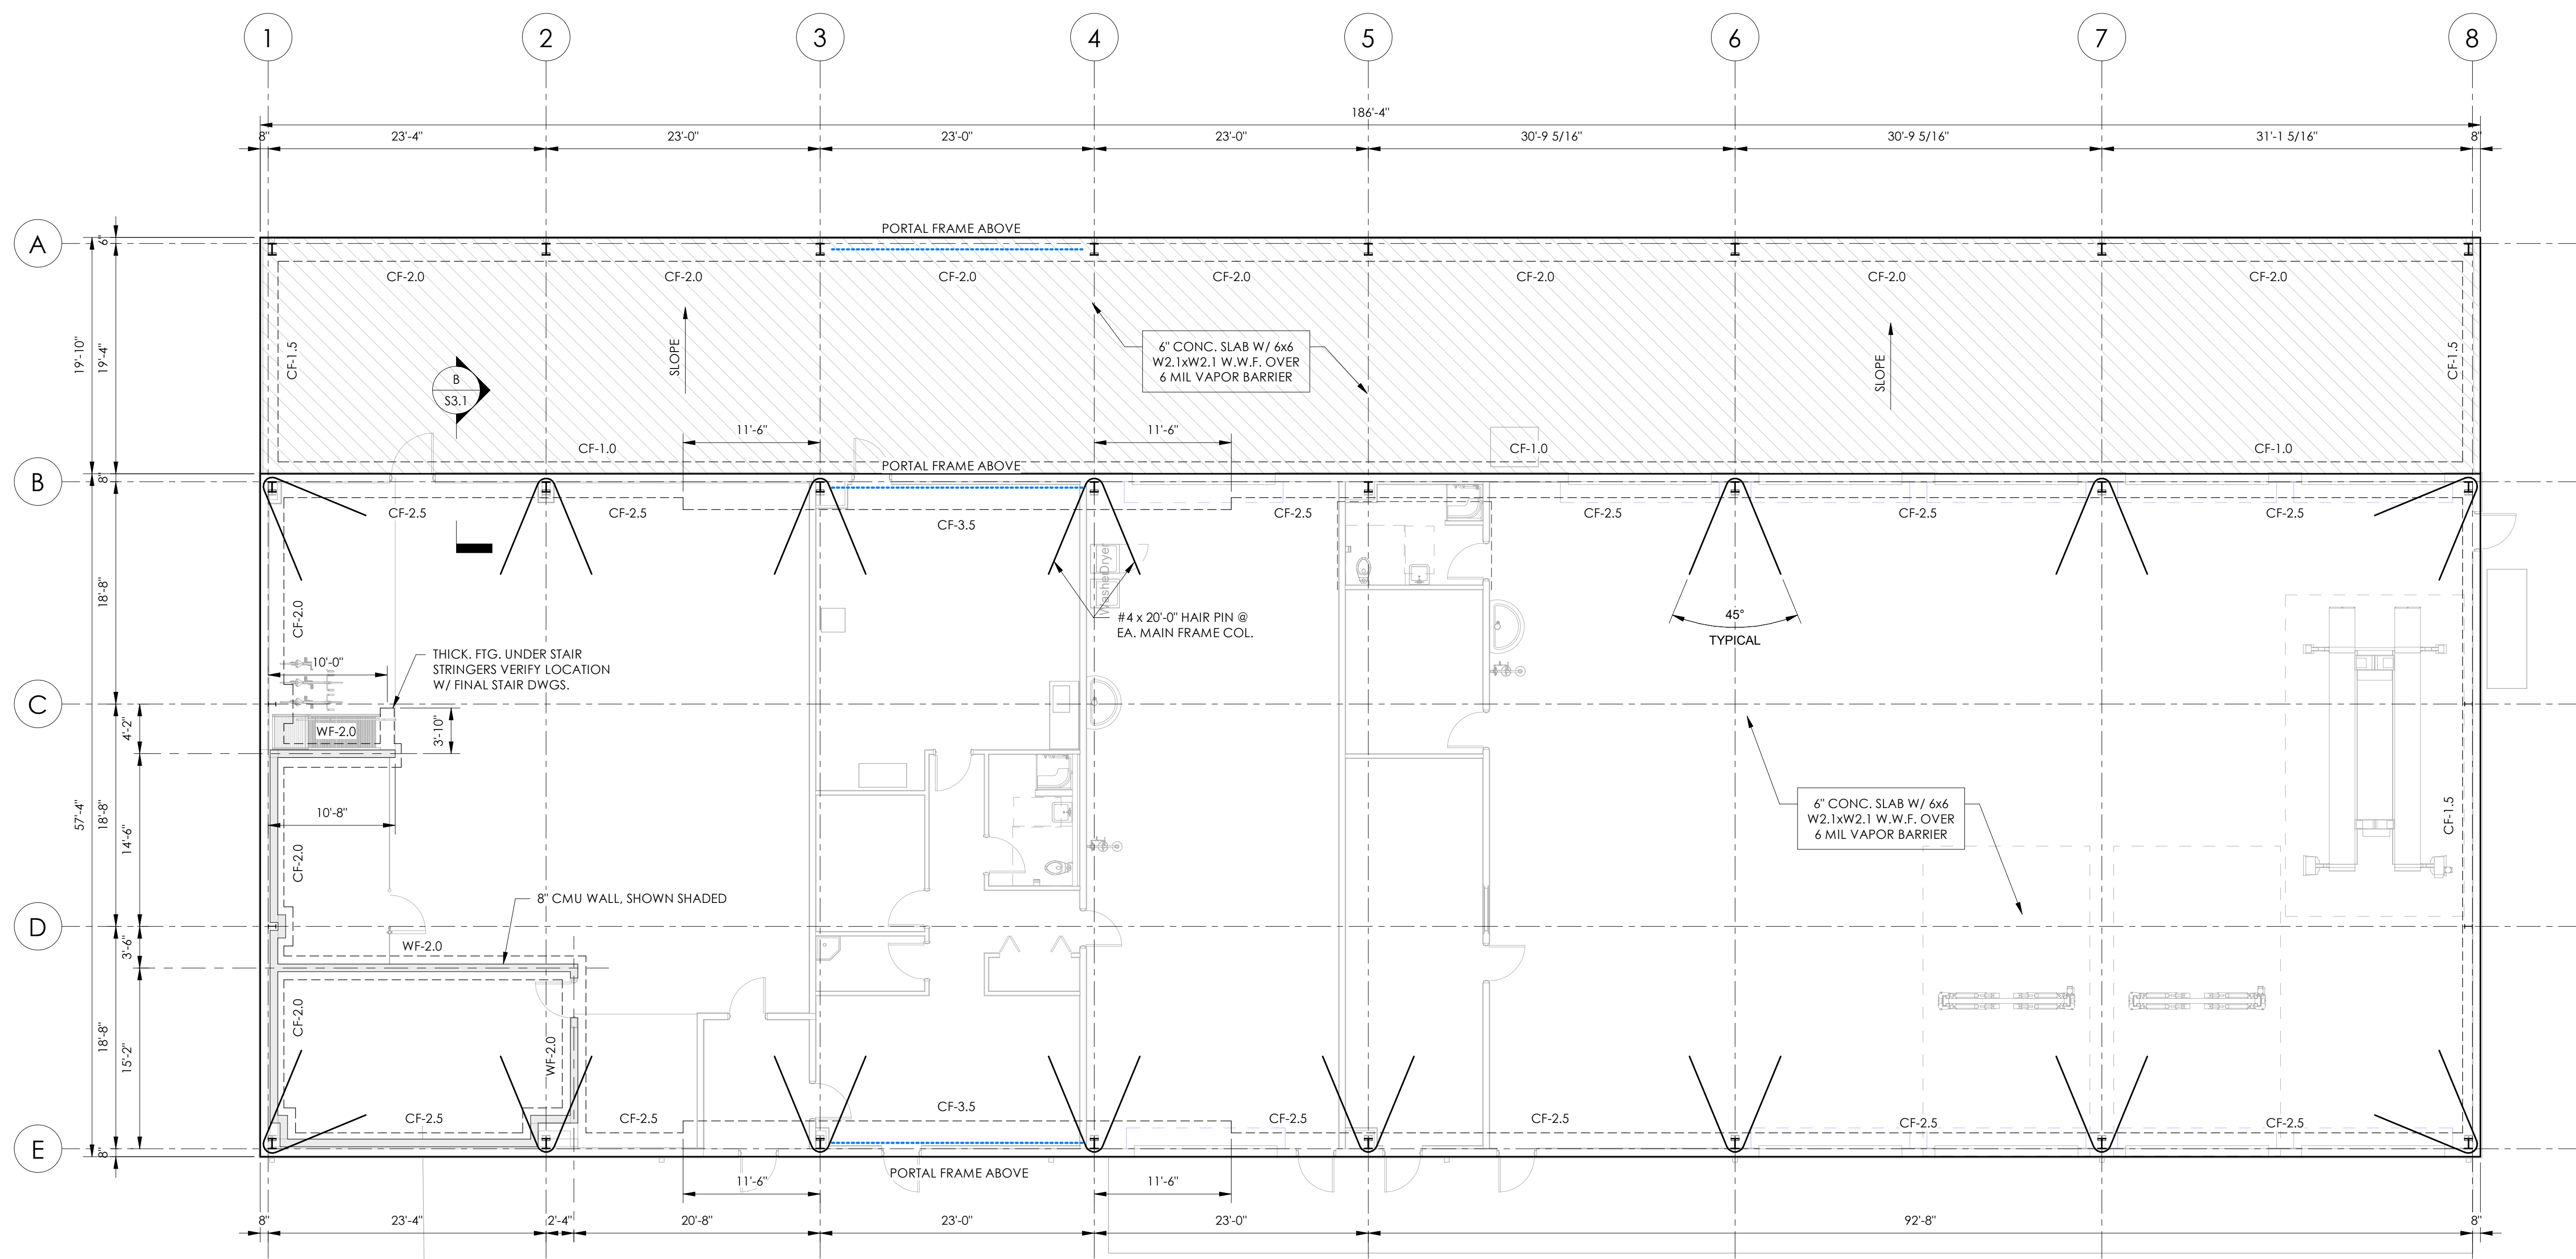 1
2
3
4
5
6
7
8
186'-4"
8"
23'-4"
23'-0"
23'-0"
23'-0"
30'-9 5/16"
30'-9 5/16"
31'-1 5/16"
8"
PORTAL FRAME ABOVE
A
6"
CF-2.0
CF-2.0
CF-2.0
CF-2.0
CF-2.0
CF-2.0
CF-2.0
19'-10"
19'-4"
CF-1.5
SLOPE
6" CONC. SLAB W/ 6x6
W2.1xW2.1 W.W.F. OVER
6 MIL VAPOR BARRIER
SLOPE
CF-1.5
B
S3.1
11'-6"
11'-6"
CF-1.0
CF-1.0
CF-1.0
PORTAL FRAME ABOVE
B
8"
CF-2.5
CF-2.5
CF-3.5
CF-2.5
CF-2.5
CF-2.5
CF-2.5
18'-8"
CF-2.0
#4 x 20'-0" HAIR PIN @
EA. MAIN FRAME COL.
45°
TYPICAL
10'-0"
THICK. FTG. UNDER STAIR
STRINGERS VERIFY LOCATION
W/ FINAL STAIR DWGS.
C
4'-2"
WF-2.0
3'-10"
57'-4"
18'-8"
14'-6"
10'-8"
CF-2.0
6" CONC. SLAB W/ 6x6
W2.1xW2.1 W.W.F. OVER
6 MIL VAPOR BARRIER
CF-1.5
8" CMU WALL, SHOWN SHADED
D
3'-6"
WF-2.0
18'-8"
15'-2"
CF-2.0
WF-2.0
CF-2.5
CF-2.5
CF-3.5
CF-2.5
CF-2.5
CF-2.5
CF-2.5
E
8"
PORTAL FRAME ABOVE
11'-6"
11'-6"
8"
23'-4"
2'-4"
20'-8"
23'-0"
23'-0"
92'-8"
8"